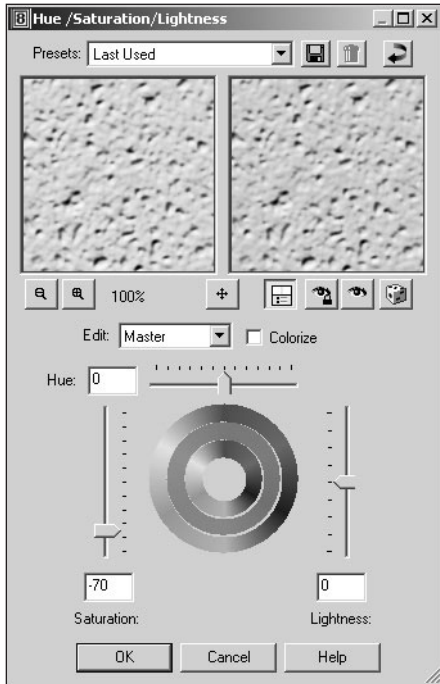 Hue /Saturation/Lightness
Presets: Last Used
100%
Edit: Master Colorize
Hue: 0
-70 0
Saturation: Lightness:
OK Cancel Help